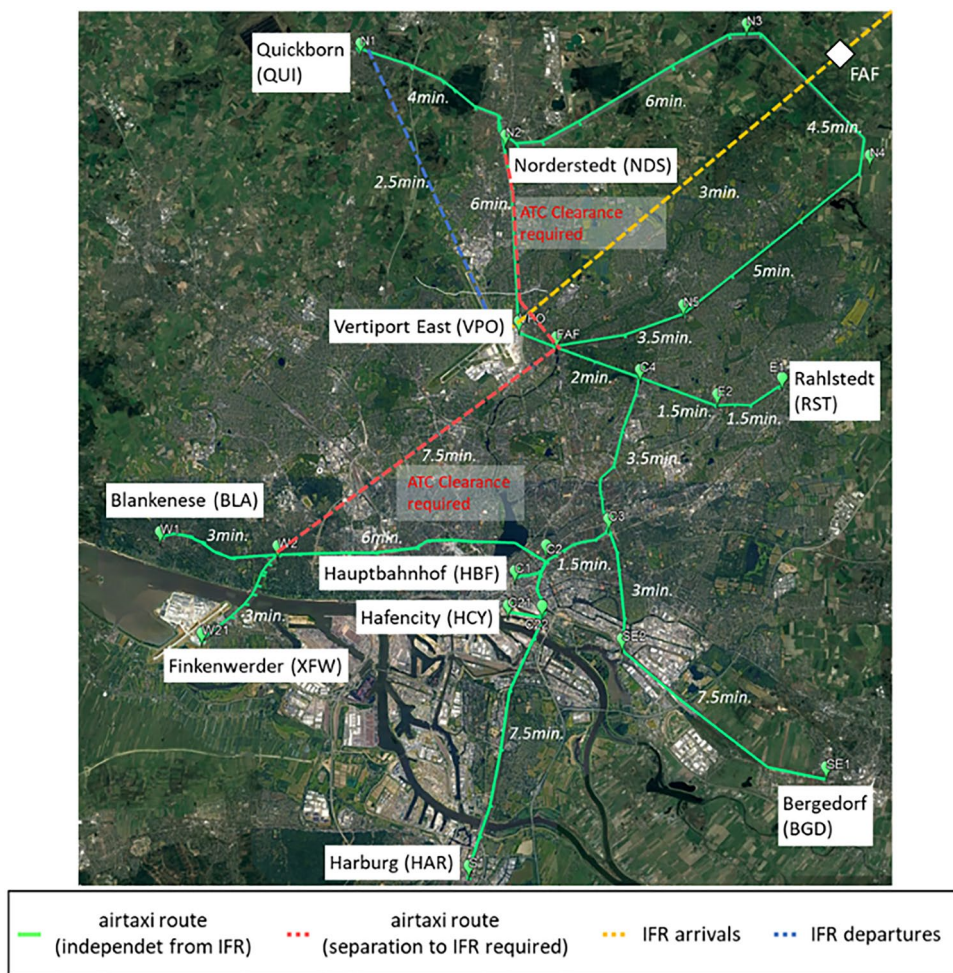 N3
Quickborn
(QUI)
N1
FAF
4min.
6min.
4.5min.
N2
N4
Norderstedt (NDS)
2.5min.
6min.
3min.
ATC Clearance
required
5min.
N5
Vertiport East (VPO)
FAF
3.5min.
C4
E1
2min.
Rahlstedt
(RST)
E2
1.5min.
1.5min.
7.5min.
3.5min.
ATC Clearance
required
Blankenese (BLA)
W1
3min.
W2
6min.
C3
C2
1.5min.
Hauptbahnhof (HBF)
C1
3min.
3min.
Hafencity (HCY)
C21
C22
W21
SE2
Finkenwerder (XFW)
7.5min.
7.5min.
SE1
Bergedorf
(BGD)
Harburg (HAR)
airtaxi route
(independet from IFR)
airtaxi route
(separation to IFR required)
IFR arrivals
IFR departures